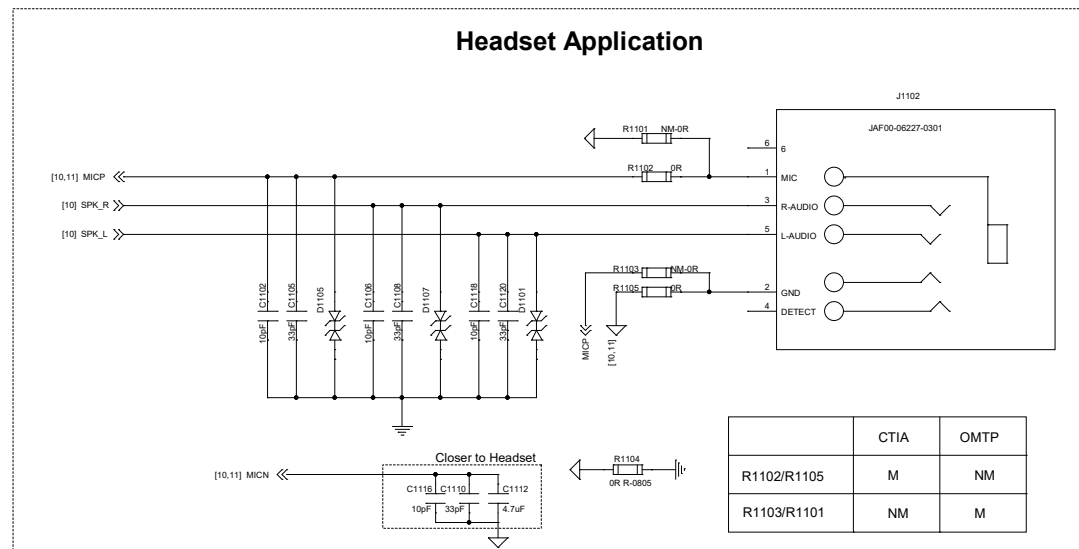 Headset Application
J1102
JAF00-06227-0301
R1101 NM-0R
6 6
[10,11] MICP
R1102 0R
1 MIC
[10] SPK_R
3 R-AUDIO
[10] SPK_L
5 L-AUDIO
R1103 NM-0R
R1105 0R
2 GND
4 DETECT
C1102
10pF
C1105
33pF
D1105
C1106
10pF
C1108
33pF
D1107
C1118
10pF
C1120
33pF
D1101
MICP
[10,11]
Closer to Headset
[10,11] MICN
C1116 C1110 C1112
10pF 33pF 4.7uF
R1104
0R R-0805
CTIA OMTP
R1102/R1105 M NM
R1103/R1101 NM M